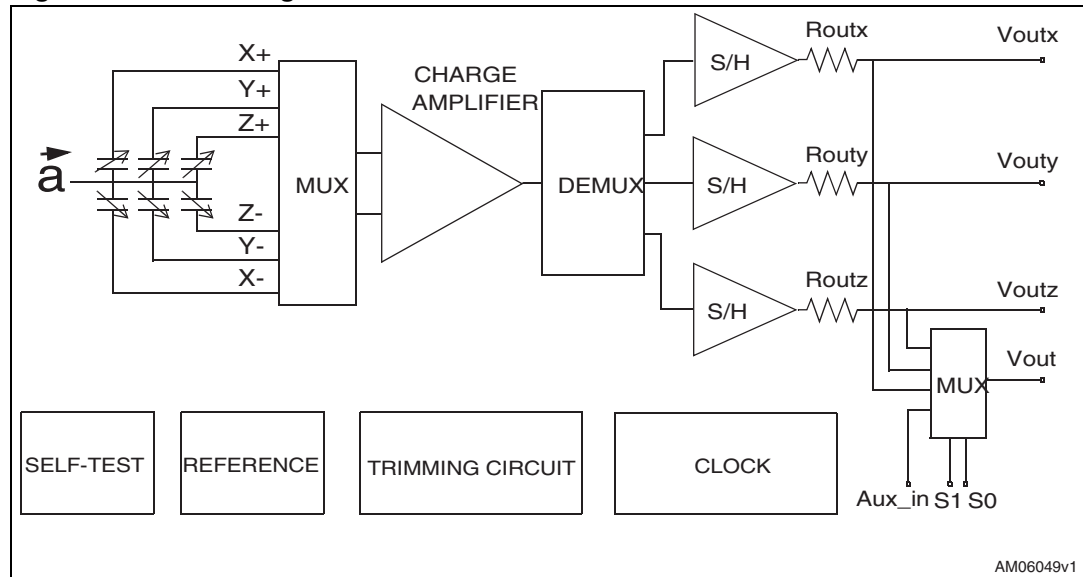 X+
Y+
Z+
a
Z-
Y-
X-
MUX
CHARGE
AMPLIFIER
DEMUX
S/H
Routx
Voutx
S/H
Routy
Vouty
S/H
Routz
Voutz
Vout
MUX
Aux_in S1 S0
SELF-TEST
REFERENCE
TRIMMING CIRCUIT
CLOCK
AM06049v1